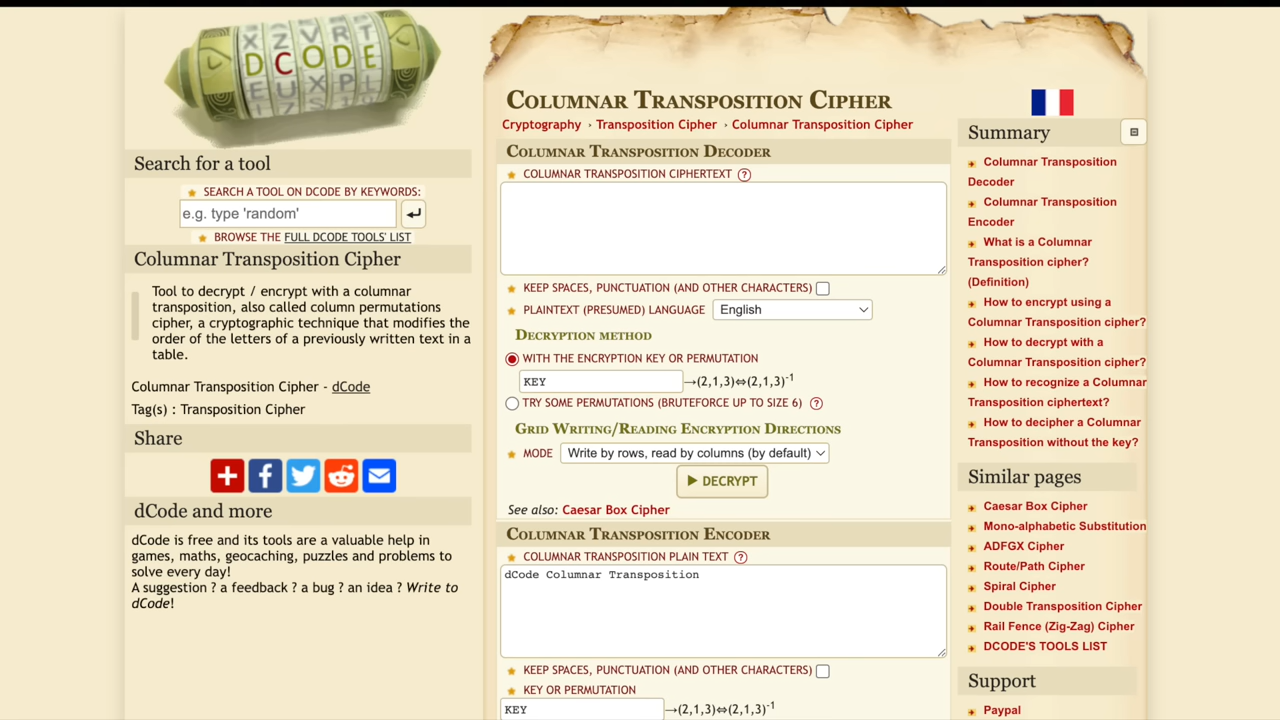 X Z V R T
D C O D E
E U X P L
Search for a tool
SEARCH A TOOL ON DCODE BY KEYWORDS:
e.g. type 'random'
BROWSE THE FULL DCODE TOOLS' LIST
Columnar Transposition Cipher
Tool to decrypt / encrypt with a columnar
transposition, also called column permutations
cipher, a cryptographic technique that modifies the
order of the letters of a previously written text in a
table.
Columnar Transposition Cipher - dCode
Tag(s) : Transposition Cipher
Share
dCode and more
dCode is free and its tools are a valuable help in
games, maths, geocaching, puzzles and problems to
solve every day!
A suggestion ? a feedback ? a bug ? an idea ? Write to
dCode!
COLUMNAR TRANSPOSITION CIPHER
Cryptography › Transposition Cipher › Columnar Transposition Cipher
COLUMNAR TRANSPOSITION DECODER
COLUMNAR TRANSPOSITION CIPHERTEXT ?
KEEP SPACES, PUNCTUATION (AND OTHER CHARACTERS)
PLAINTEXT (PRESUMED) LANGUAGE English
DECRYPTION METHOD
WITH THE ENCRYPTION KEY OR PERMUTATION
KEY →(2,1,3)⇔(2,1,3)⁻¹
TRY SOME PERMUTATIONS (BRUTEFORCE UP TO SIZE 6) ?
GRID WRITING/READING ENCRYPTION DIRECTIONS
MODE Write by rows, read by columns (by default)
▶ DECRYPT
See also: Caesar Box Cipher
COLUMNAR TRANSPOSITION ENCODER
COLUMNAR TRANSPOSITION PLAIN TEXT ?
dCode Columnar Transposition
KEEP SPACES, PUNCTUATION (AND OTHER CHARACTERS)
KEY OR PERMUTATION
KEY →(2,1,3)⇔(2,1,3)⁻¹
Summary
Columnar Transposition
Decoder
Columnar Transposition
Encoder
What is a Columnar
Transposition cipher?
(Definition)
How to encrypt using a
Columnar Transposition cipher?
How to decrypt with a
Columnar Transposition cipher?
How to recognize a Columnar
Transposition ciphertext?
How to decipher a Columnar
Transposition without the key?
Similar pages
Caesar Box Cipher
Mono-alphabetic Substitution
ADFGX Cipher
Route/Path Cipher
Spiral Cipher
Double Transposition Cipher
Rail Fence (Zig-Zag) Cipher
DCODE'S TOOLS LIST
Support
Paypal